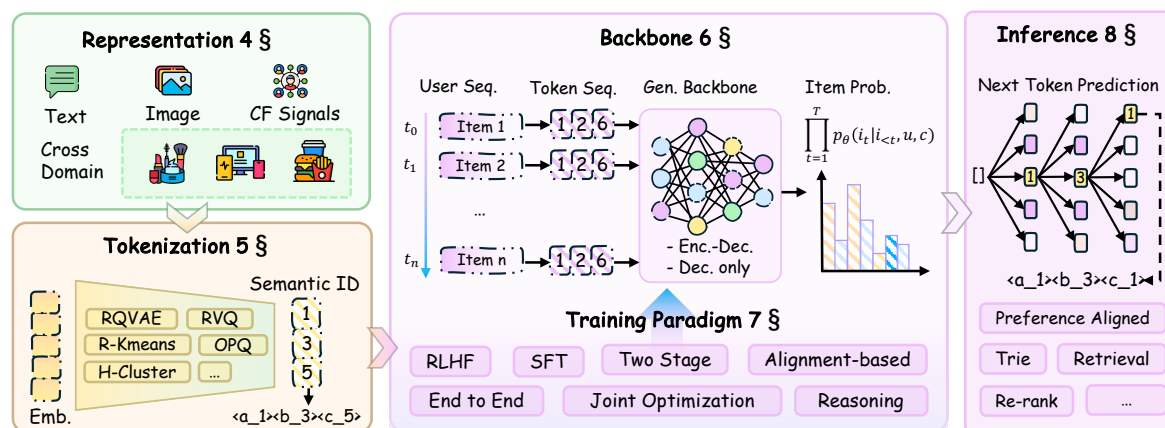 Representation 4 §
Text
Image
CF Signals
Cross
Domain
Tokenization 5 §
Semantic ID
RQVAE
RVQ
R-Kmeans
OPQ
H-Cluster
...
1
3
5
Emb.
<a_1><b_3><c_5>
Backbone 6 §
User Seq.
Token Seq.
Gen. Backbone
Item Prob.
t_0
Item 1
1 2 6
t_1
Item 2
1 2 6
...
t_n
Item n
1 2 6
- Enc.-Dec.
- Dec. only
∏_{t=1}^{T} p_θ(i_t|i_{<t}, u, c)
Training Paradigm 7 §
RLHF
SFT
Two Stage
Alignment-based
End to End
Joint Optimization
Reasoning
Inference 8 §
Next Token Prediction
1
[]
1
3
<a_1><b_3><c_1>
Preference Aligned
Trie
Retrieval
Re-rank
...